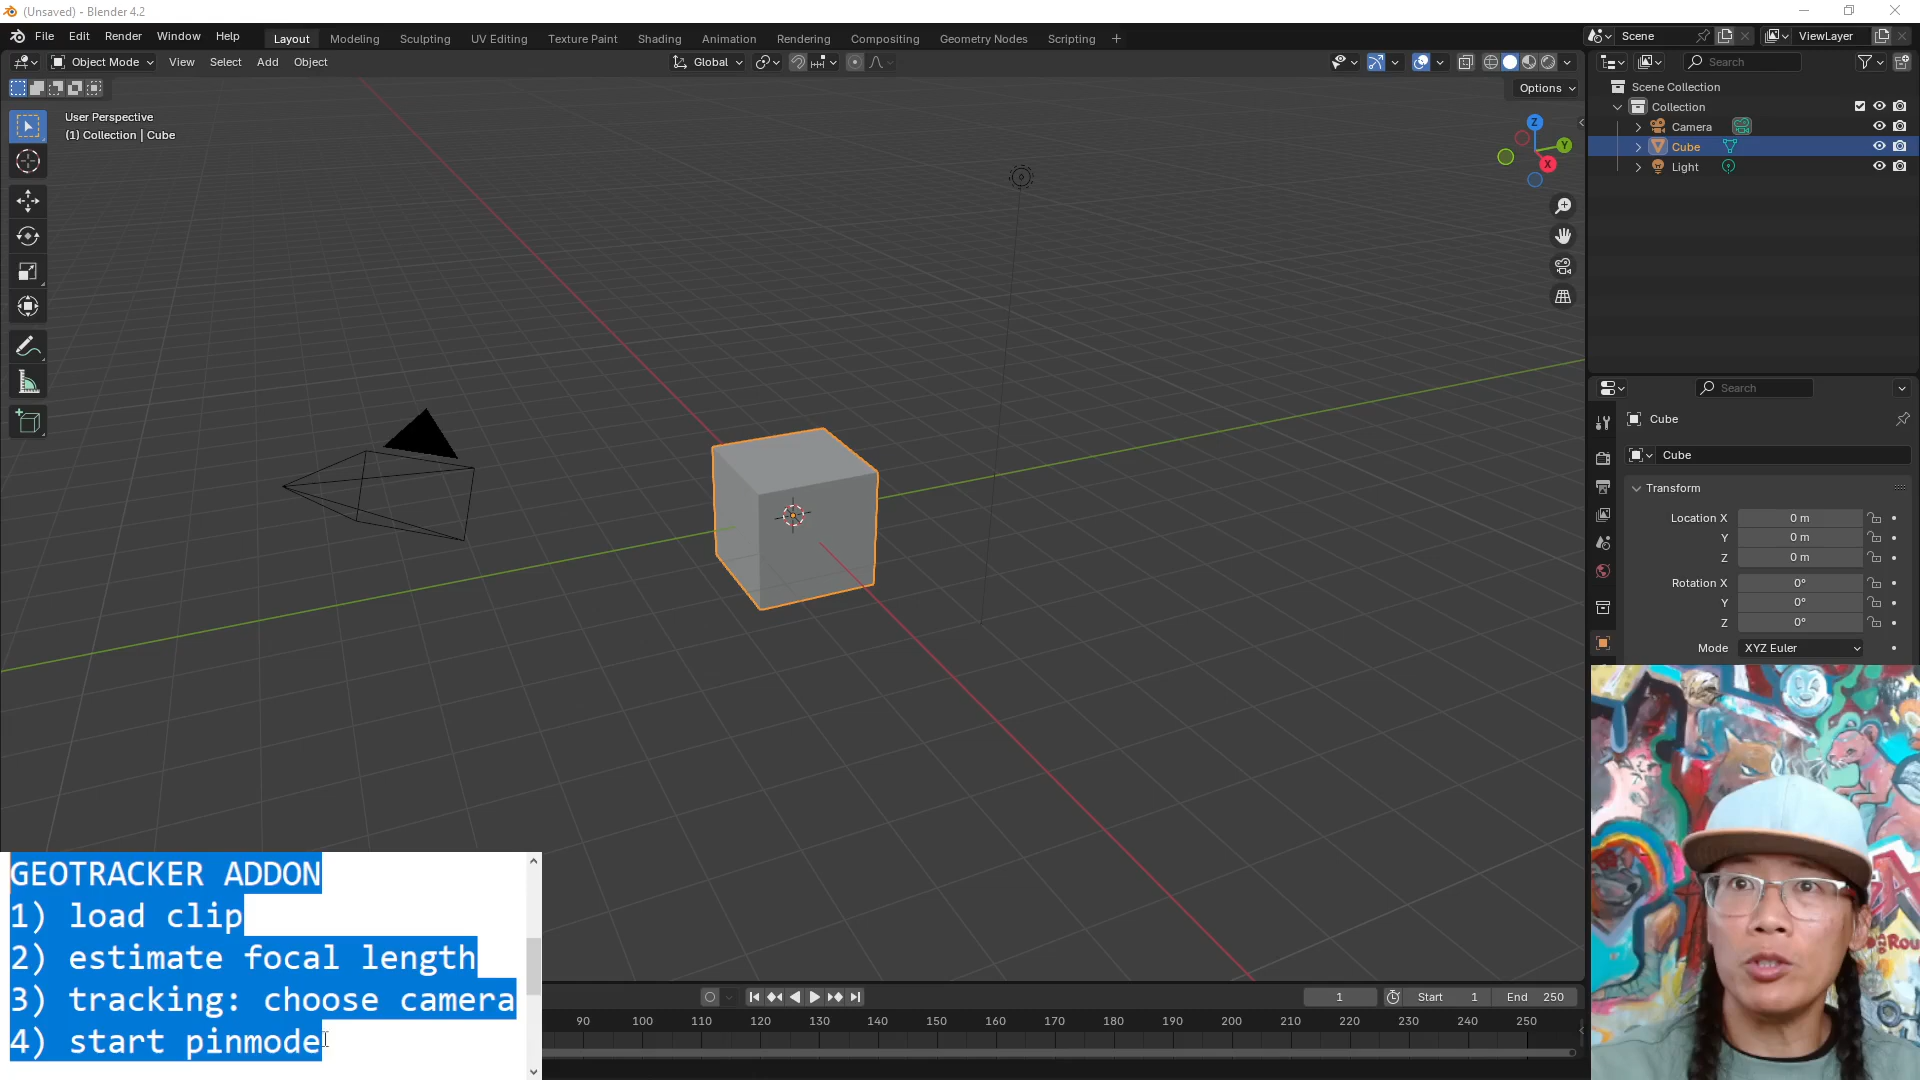 (Unsaved) - Blender 4.2
File Edit Render Window Help Layout Modeling Sculpting UV Editing Texture Paint Shading Animation Rendering Compositing Geometry Nodes Scripting + Scene ViewLayer
Object Mode View Select Add Object Global Search
Options
User Perspective
(1) Collection | Cube
Z
Y
X
Scene Collection
Collection
Camera
Cube
Light
Search
Cube
Cube
Transform
Location X 0 m
Y 0 m
Z 0 m
Rotation X 0°
Y 0°
Z 0°
Mode XYZ Euler
GEOTRACKER ADDON
1) load clip
2) estimate focal length
3) tracking: choose camera
4) start pinmode
1 Start 1 End 250
90 100 110 120 130 140 150 160 170 180 190 200 210 220 230 240 250